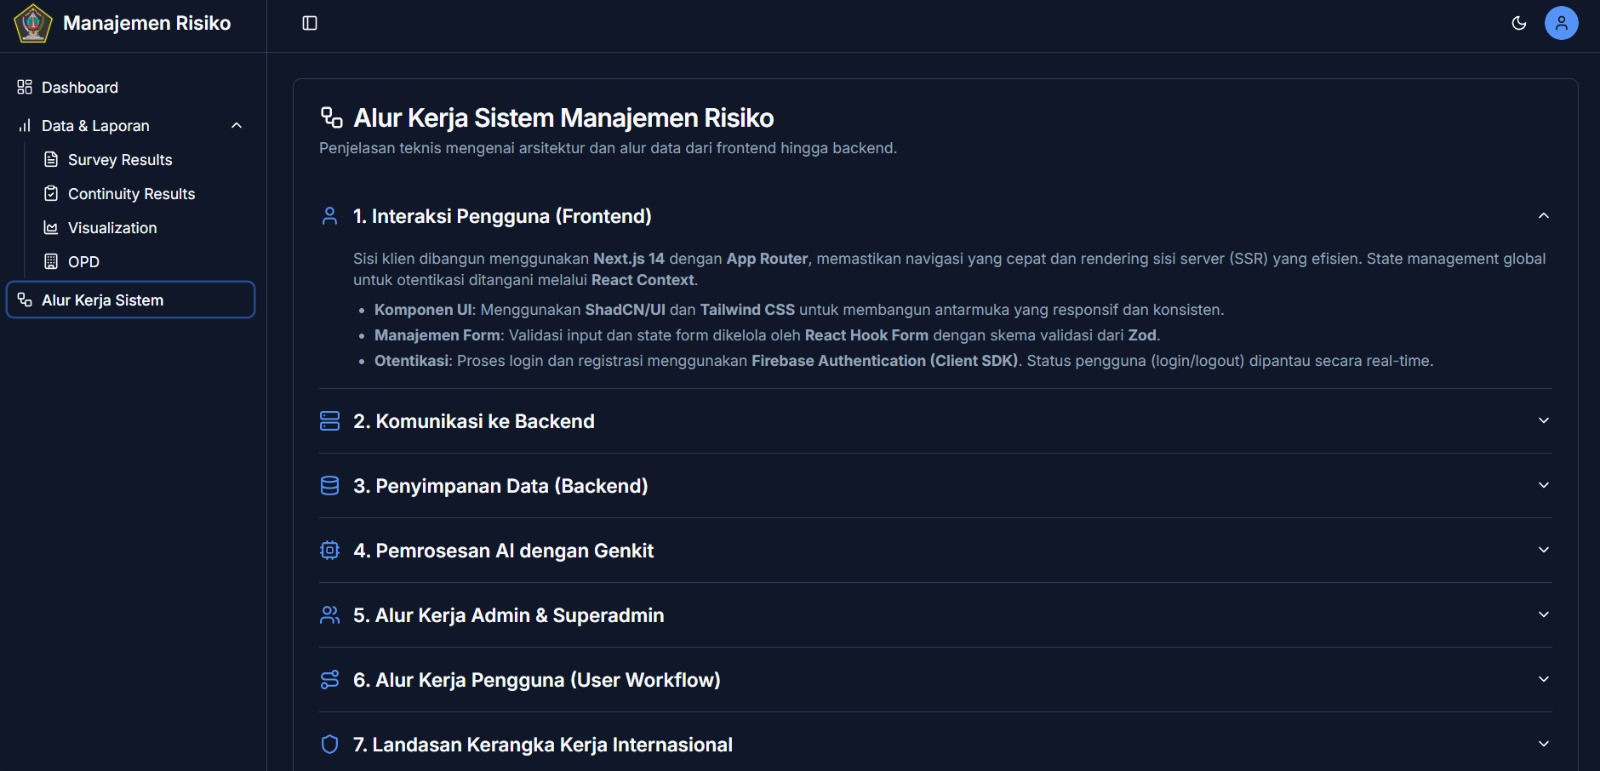 Manajemen Risiko
Dashboard
Data & Laporan
Survey Results
Continuity Results
Visualization
OPD
Alur Kerja Sistem
Alur Kerja Sistem Manajemen Risiko
Penjelasan teknis mengenai arsitektur dan alur data dari frontend hingga backend.
1. Interaksi Pengguna (Frontend)
Sisi klien dibangun menggunakan Next.js 14 dengan App Router, memastikan navigasi yang cepat dan rendering sisi server (SSR) yang efisien. State management global
untuk otentikasi ditangani melalui React Context.
• Komponen UI: Menggunakan ShadCN/UI dan Tailwind CSS untuk membangun antarmuka yang responsif dan konsisten.
• Manajemen Form: Validasi input dan state form dikelola oleh React Hook Form dengan skema validasi dari Zod.
• Otentikasi: Proses login dan registrasi menggunakan Firebase Authentication (Client SDK). Status pengguna (login/logout) dipantau secara real-time.
2. Komunikasi ke Backend
3. Penyimpanan Data (Backend)
4. Pemrosesan AI dengan Genkit
5. Alur Kerja Admin & Superadmin
6. Alur Kerja Pengguna (User Workflow)
7. Landasan Kerangka Kerja Internasional